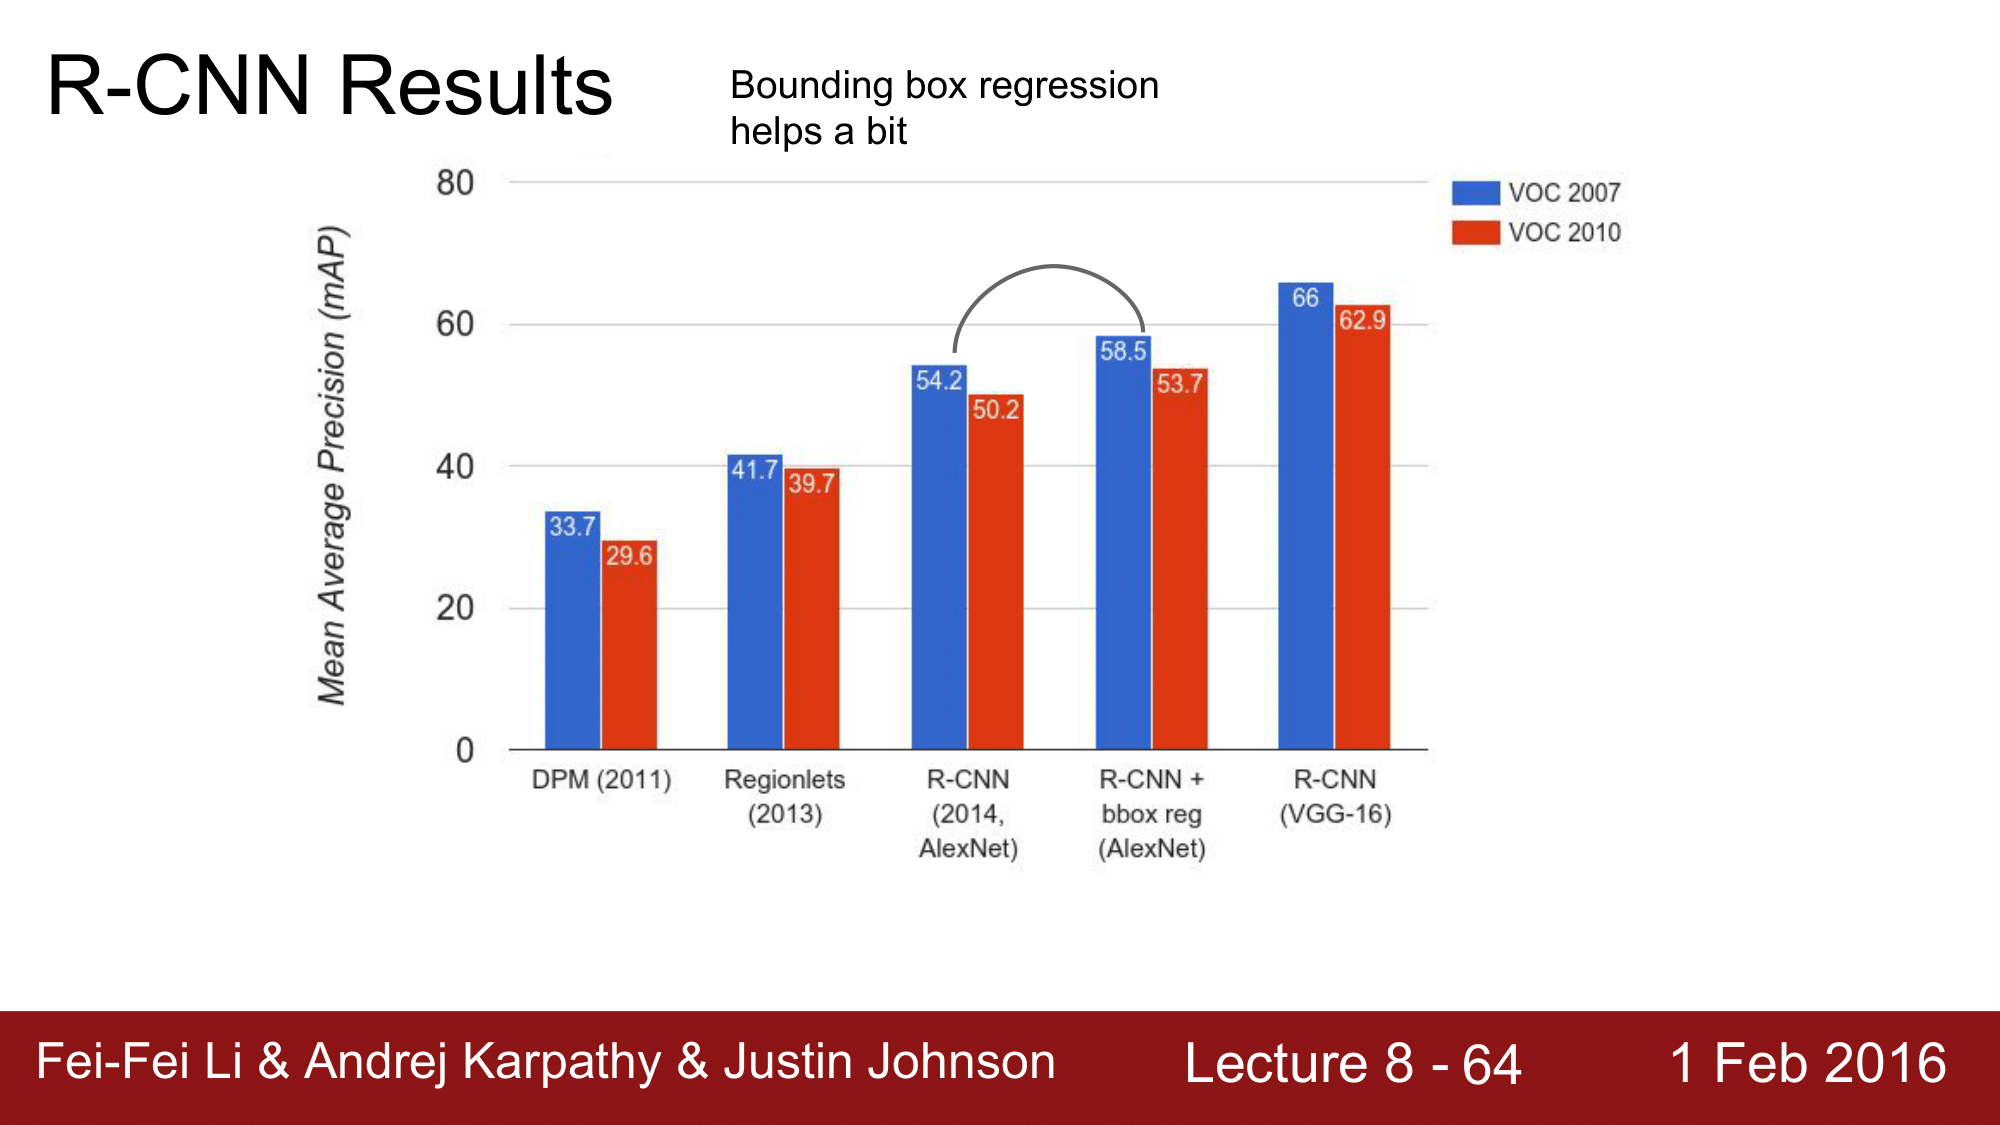 R-CNN Results
Bounding box regression
helps a bit
80
60
40
20
0
Mean Average Precision (mAP)
VOC 2007
VOC 2010
33.7
29.6
41.7
39.7
54.2
50.2
58.5
53.7
66
62.9
DPM (2011)
Regionlets
(2013)
R-CNN
(2014,
AlexNet)
R-CNN +
bbox reg
(AlexNet)
R-CNN
(VGG-16)
Fei-Fei Li & Andrej Karpathy & Justin Johnson
Lecture 8 - 64
1 Feb 2016